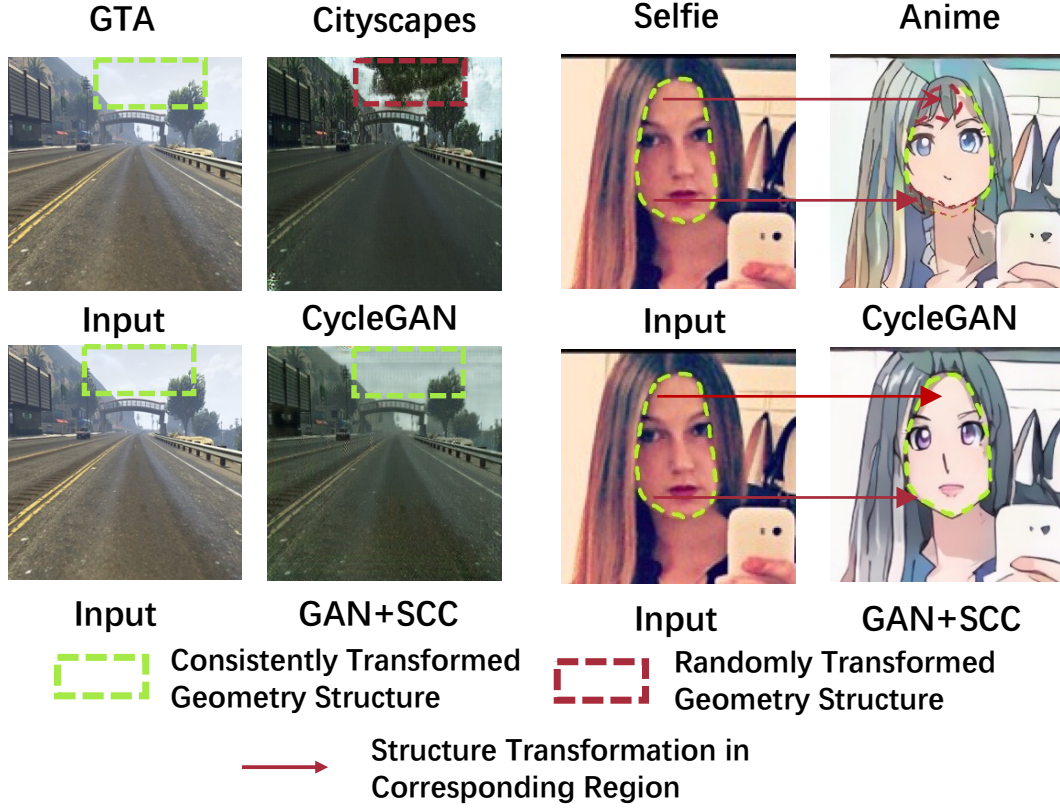 GTA
Cityscapes
Selfie
Anime
Input
CycleGAN
Input
CycleGAN
Input
GAN+SCC
Input
GAN+SCC
Consistently Transformed
Geometry Structure
Randomly Transformed
Geometry Structure
Structure Transformation in
Corresponding Region